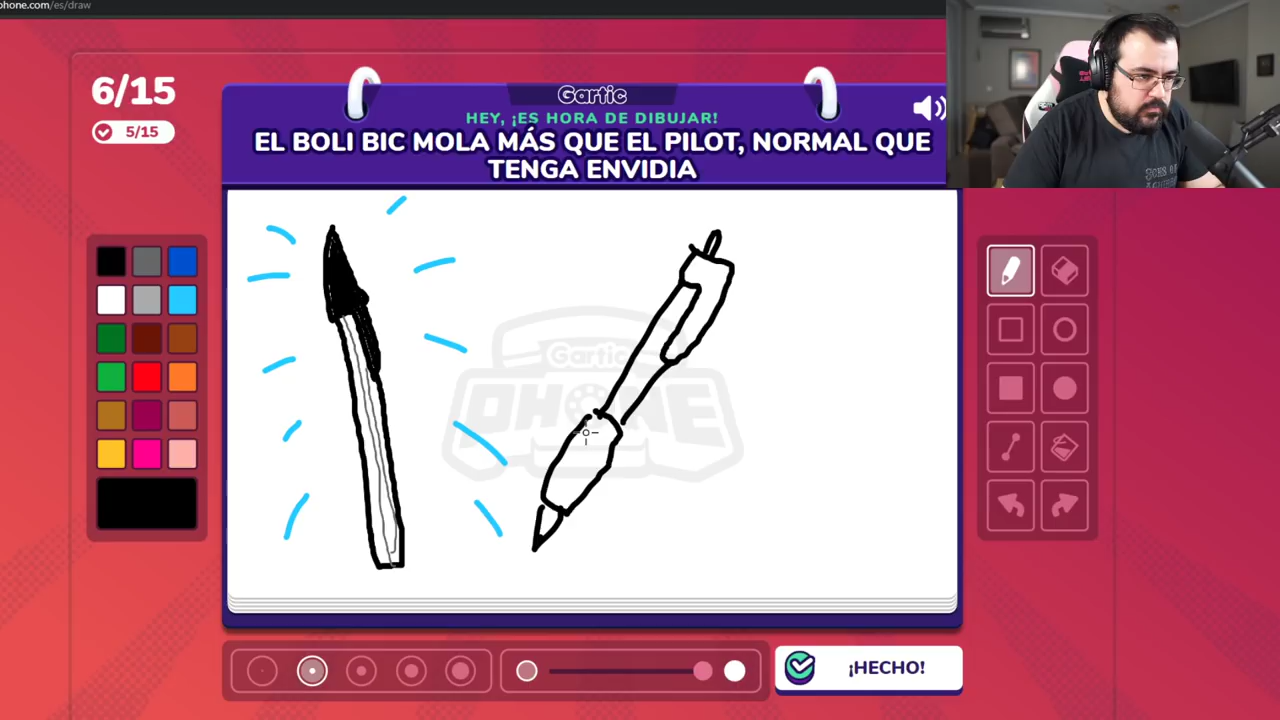 phone.com/es/draw
6/15
5/15
Gartic
HEY, ¡ES HORA DE DIBUJAR!
EL BOLI BIC MOLA MÁS QUE EL PILOT, NORMAL QUE
TENGA ENVIDIA
Gartic
PHONE
¡HECHO!